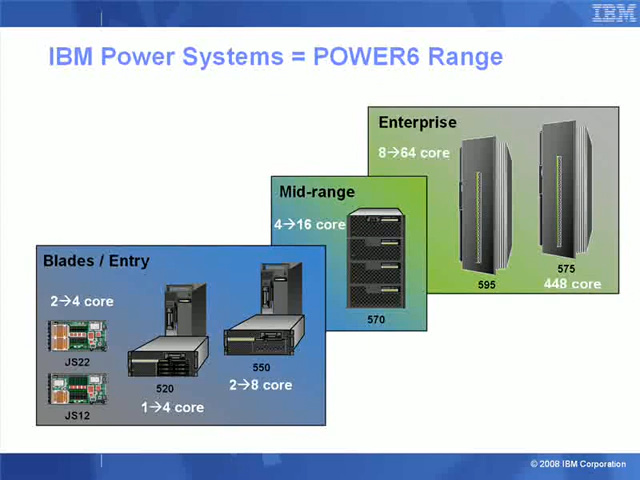 IBM
IBM Power Systems = POWER6 Range
Enterprise
8→64 core
595
575
448 core
Mid-range
4→16 core
570
Blades / Entry
2→4 core
JS22
JS12
520
1→4 core
550
2→8 core
© 2008 IBM Corporation